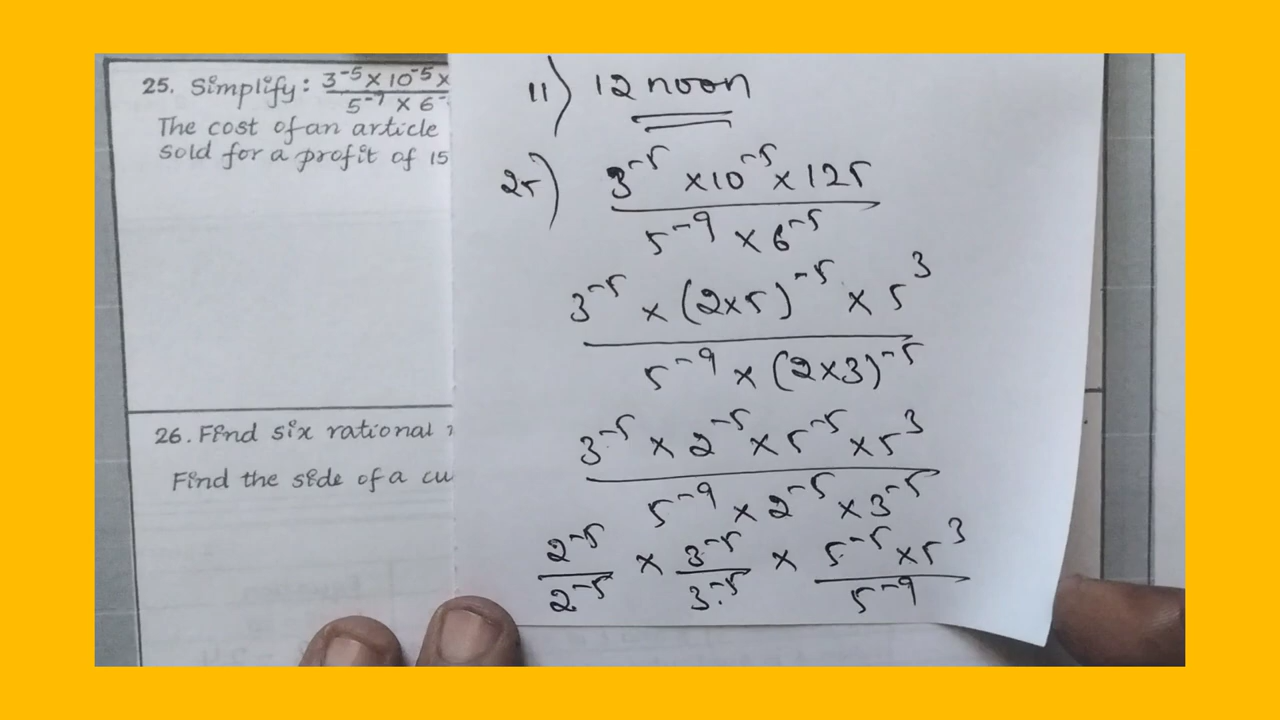 25. Simplify: 3⁻⁵ × 10⁻⁵ × / 5⁻⁷ × 6⁻
The cost of an article
sold for a profit of 15
26. Find six rational
Find the side of a cu
11) 12 noon
25) 3⁻⁵ × 10⁻⁵ × 125 / 5⁻⁹ × 6⁻⁵
3⁻⁵ × (2×5)⁻⁵ × 5³ / 5⁻⁹ × (2×3)⁻⁵
3⁻⁵ × 2⁻⁵ × 5⁻⁵ × 5³ / 5⁻⁹ × 2⁻⁵ × 3⁻⁵
2⁻⁵ / 2⁻⁵ × 3⁻⁵ / 3⁻⁵ × 5⁻⁵ × 5³ / 5⁻⁹